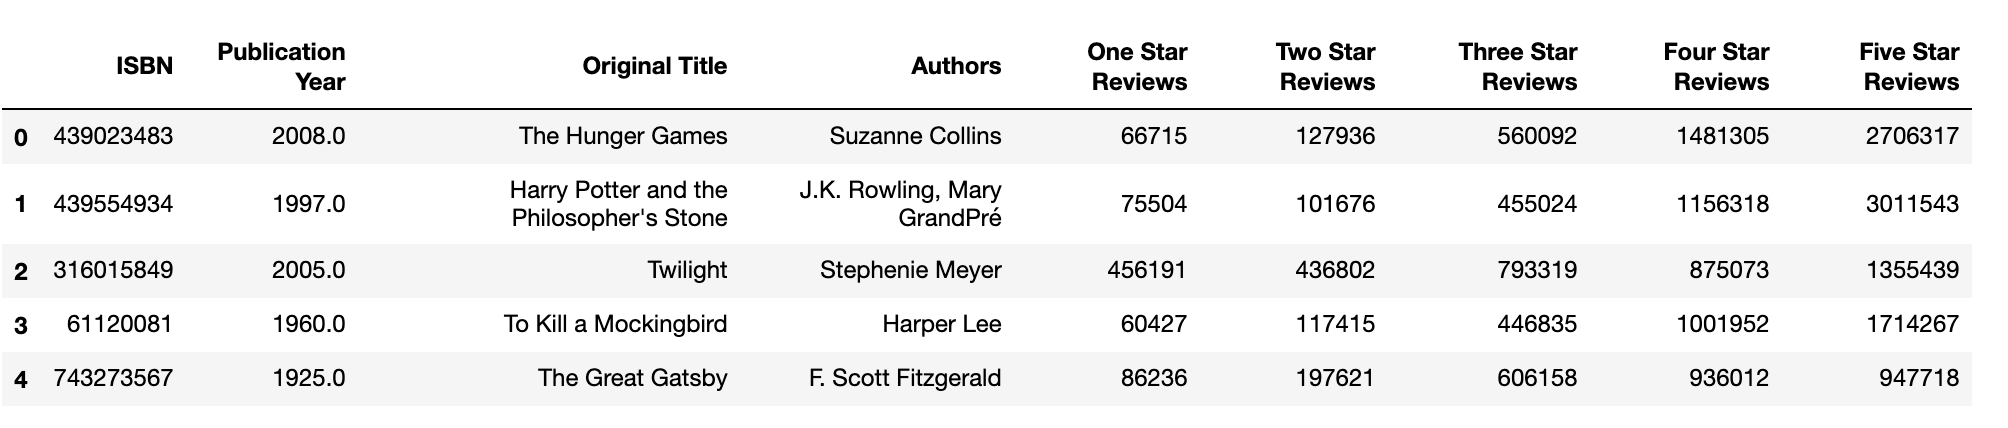 ISBN Publication Year Original Title Authors One Star Reviews Two Star Reviews Three Star Reviews Four Star Reviews Five Star Reviews
0 439023483 2008.0 The Hunger Games Suzanne Collins 66715 127936 560092 1481305 2706317
1 439554934 1997.0 Harry Potter and the Philosopher's Stone J.K. Rowling, Mary GrandPré 75504 101676 455024 1156318 3011543
2 316015849 2005.0 Twilight Stephenie Meyer 456191 436802 793319 875073 1355439
3 61120081 1960.0 To Kill a Mockingbird Harper Lee 60427 117415 446835 1001952 1714267
4 743273567 1925.0 The Great Gatsby F. Scott Fitzgerald 86236 197621 606158 936012 947718